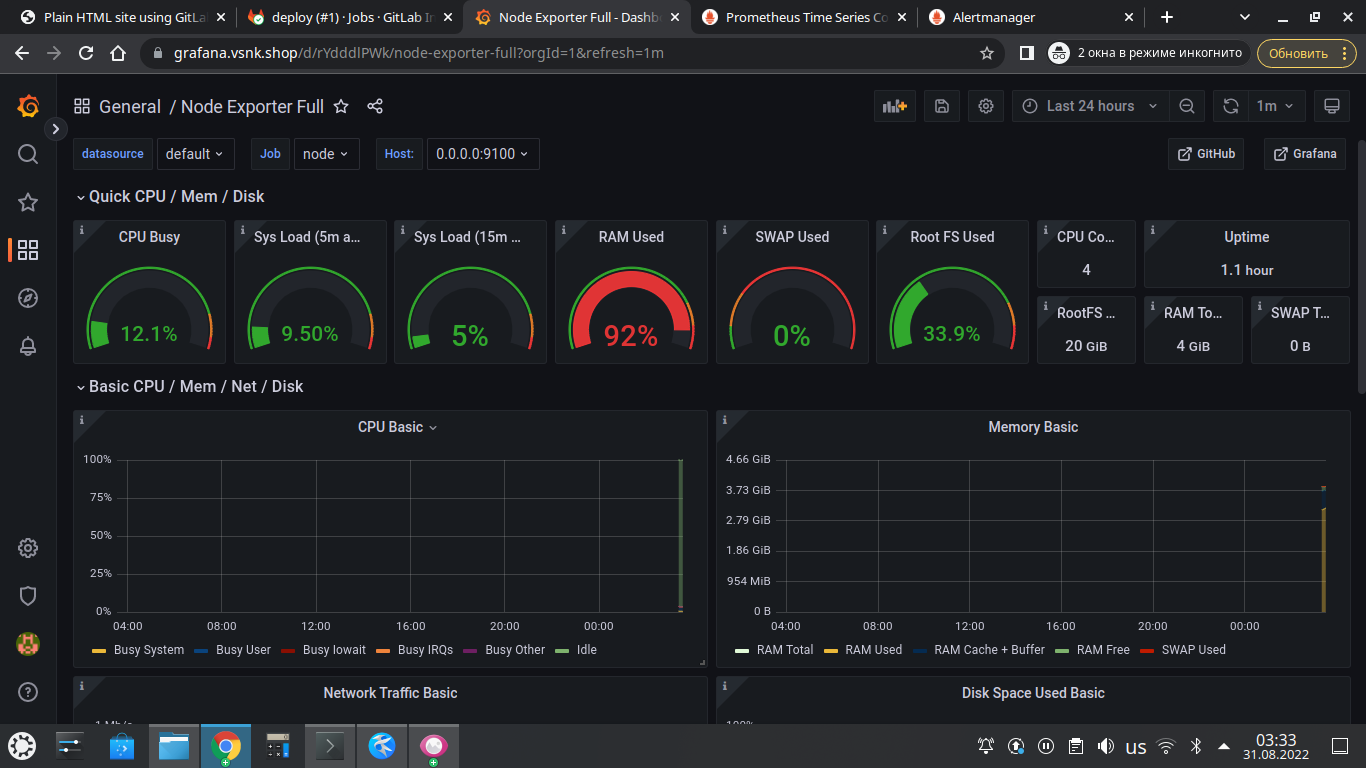 Plain HTML site using GitLa
deploy (#1) · Jobs · GitLab In
Node Exporter Full - Dashbo
Prometheus Time Series Co
Alertmanager
grafana.vsnk.shop/d/rYdddlPWk/node-exporter-full?orgId=1&refresh=1m
2 окна в режиме инкогнито
Обновить
General / Node Exporter Full
Last 24 hours
1m
datasource default
Job node
Host: 0.0.0.0:9100
GitHub
Grafana
Quick CPU / Mem / Disk
CPU Busy
12.1%
Sys Load (5m a...
9.50%
Sys Load (15m ...
5%
RAM Used
92%
SWAP Used
0%
Root FS Used
33.9%
CPU Co...
4
Uptime
1.1 hour
RootFS ...
20 GiB
RAM To...
4 GiB
SWAP T...
0 B
Basic CPU / Mem / Net / Disk
CPU Basic
100%
75%
50%
25%
0%
04:00 08:00 12:00 16:00 20:00 00:00
Busy System Busy User Busy Iowait Busy IRQs Busy Other Idle
Memory Basic
4.66 GiB
3.73 GiB
2.79 GiB
1.86 GiB
954 MiB
0 B
04:00 08:00 12:00 16:00 20:00 00:00
RAM Total RAM Used RAM Cache + Buffer RAM Free SWAP Used
Network Traffic Basic
1 Mb/s
Disk Space Used Basic
100%
us
03:33
31.08.2022